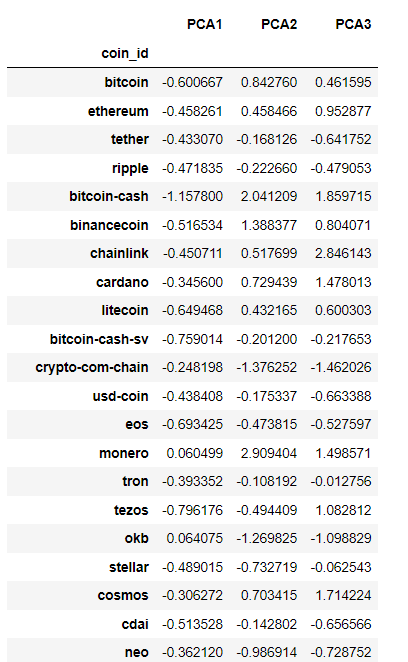 PCA1 PCA2 PCA3
coin_id
bitcoin -0.600667 0.842760 0.461595
ethereum -0.458261 0.458466 0.952877
tether -0.433070 -0.168126 -0.641752
ripple -0.471835 -0.222660 -0.479053
bitcoin-cash -1.157800 2.041209 1.859715
binancecoin -0.516534 1.388377 0.804071
chainlink -0.450711 0.517699 2.846143
cardano -0.345600 0.729439 1.478013
litecoin -0.649468 0.432165 0.600303
bitcoin-cash-sv -0.759014 -0.201200 -0.217653
crypto-com-chain -0.248198 -1.376252 -1.462026
usd-coin -0.438408 -0.175337 -0.663388
eos -0.693425 -0.473815 -0.527597
monero 0.060499 2.909404 1.498571
tron -0.393352 -0.108192 -0.012756
tezos -0.796176 -0.494409 1.082812
okb 0.064075 -1.269825 -1.098829
stellar -0.489015 -0.732719 -0.062543
cosmos -0.306272 0.703415 1.714224
cdai -0.513528 -0.142802 -0.656566
neo -0.362120 -0.986914 -0.728752